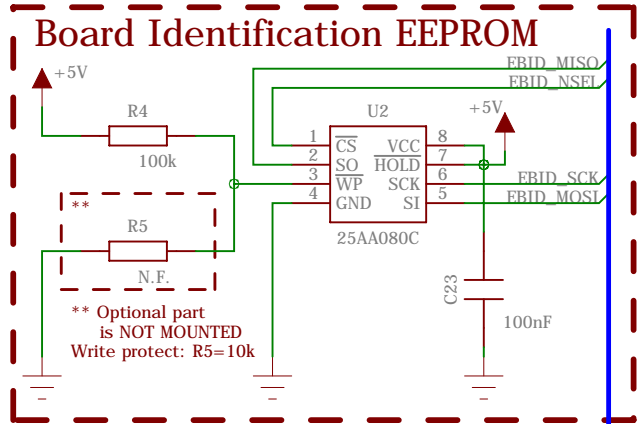 Board Identification EEPROM
+5V
EBID_MISO
EBID_NSEL
R4
100k
U2
+5V
1 CS VCC 8
2 SO HOLD 7
3 WP SCK 6
4 GND SI 5
25AA080C
EBID_SCK
EBID_MOSI
**
R5
N.F.
C23
100nF
** Optional part
is NOT MOUNTED
Write protect: R5=10k